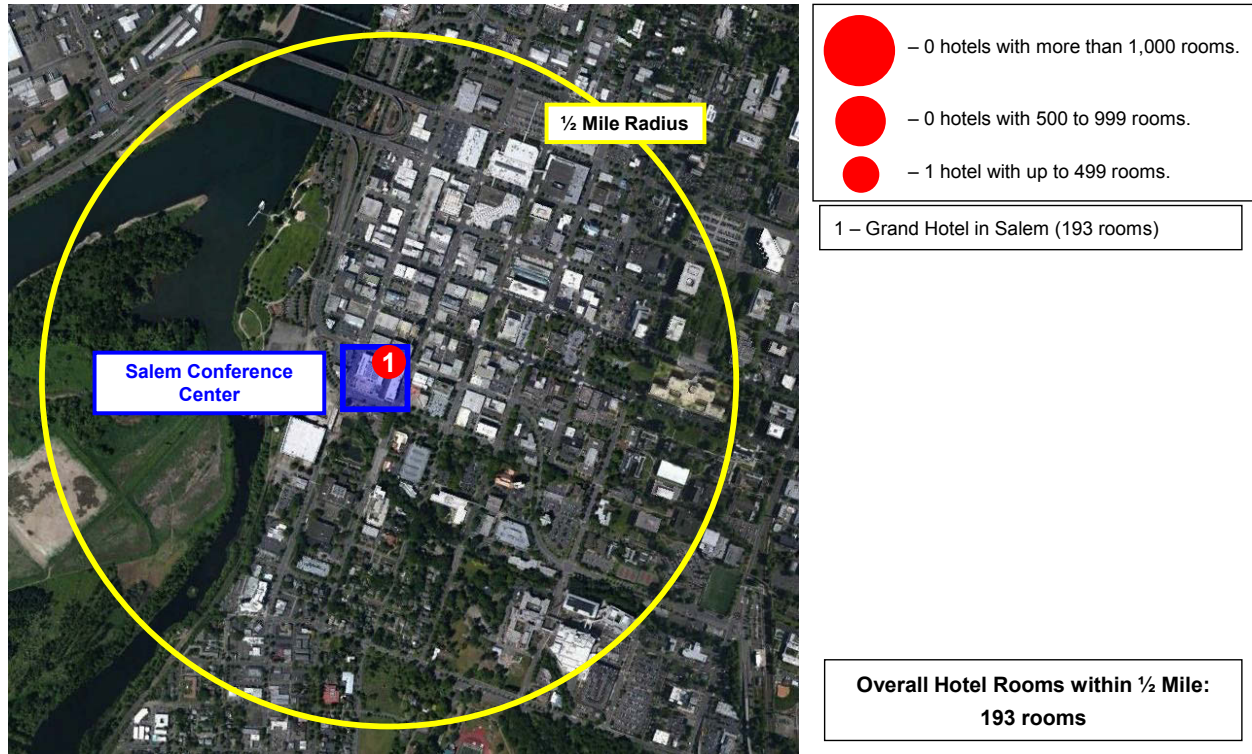 ½ Mile Radius
Salem Conference
Center
1
– 0 hotels with more than 1,000 rooms.
– 0 hotels with 500 to 999 rooms.
– 1 hotel with up to 499 rooms.
1 – Grand Hotel in Salem (193 rooms)
Overall Hotel Rooms within ½ Mile:
193 rooms